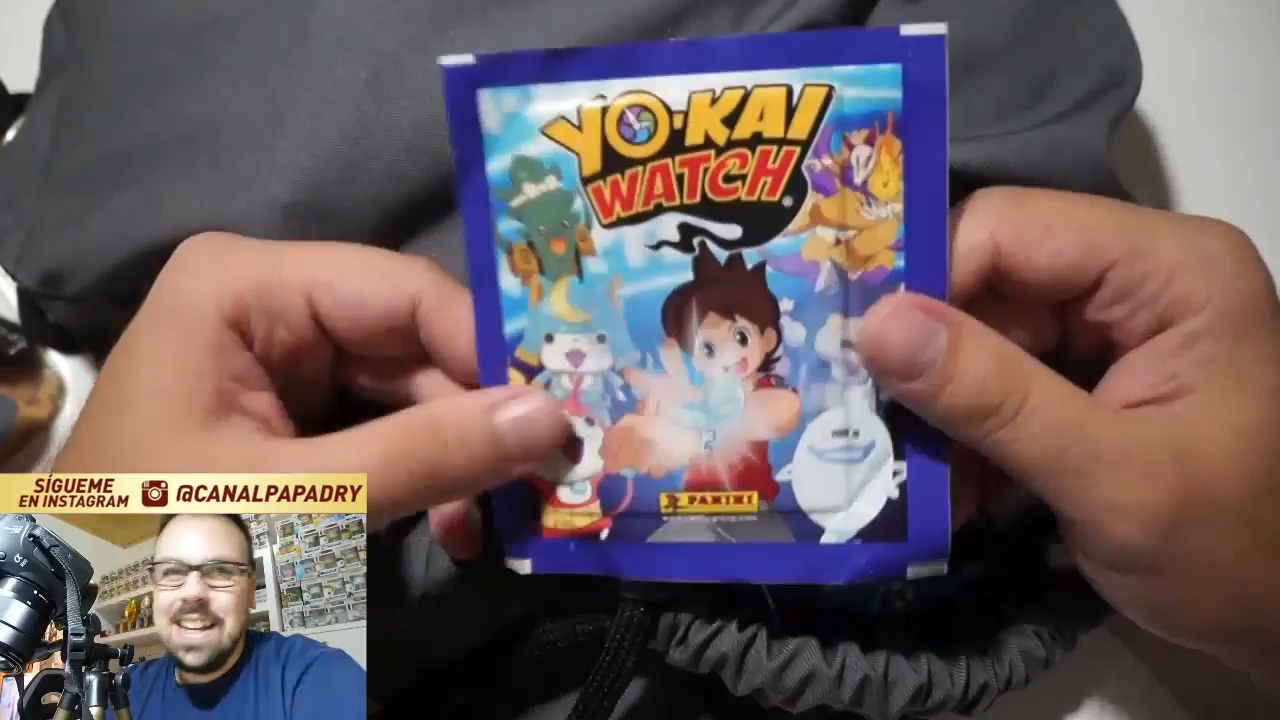 YO-KAI
WATCH®
PANINI
SÍGUEME
EN INSTAGRAM
@CANALPAPADRY